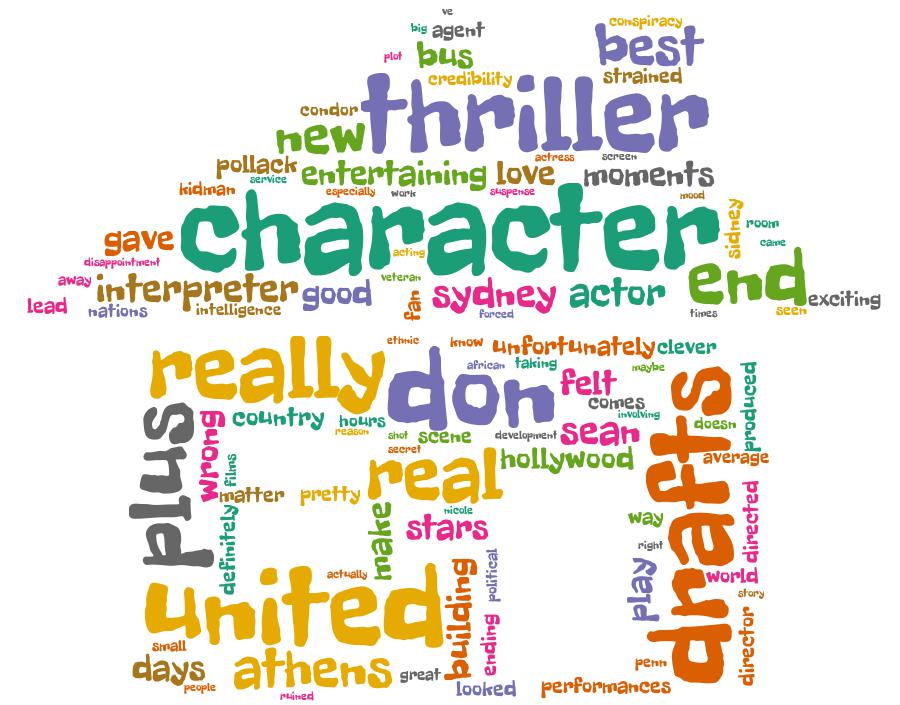 ve
big agent
conspiracy
plot bus
best
credibility
strained
condor thriller
new
pollack
service
entertaining love
actress
screen
moments
kidman
especially
work
suspense
mood
character
gave
disappointment
acting
sidney
room
came
away
interpreter good
veteran
fan
sydney actor
end
exciting
lead
nations
intelligence
forced
times
seen
really
ethnic
know
unfortunately clever
don
african
taking
maybe
felt
comes
involving
plus
wrong
country
hours
reason
shot
scene
development
sean
secret
drafts
doesn
produced
average
films
matter
pretty
real
hollywood
nicole
stars
make
definitely
way
right
directed
play
world
story
united
actually
building
political
ending
director
small
days
people
athens
great
ruined
looked
performances
penn